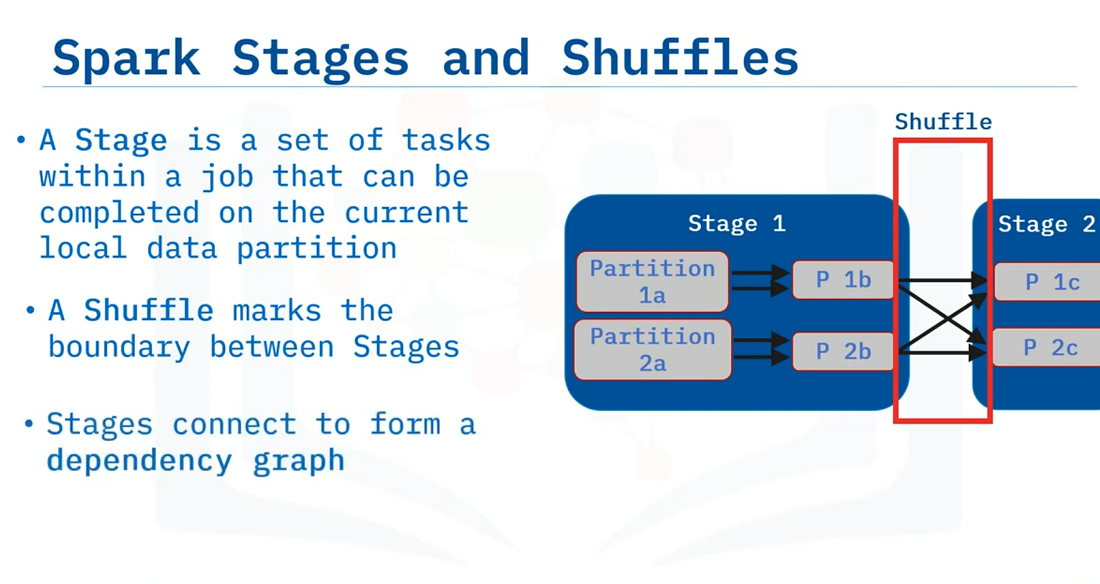 Spark Stages and Shuffles
• A Stage is a set of tasks
within a job that can be
completed on the current
local data partition
• A Shuffle marks the
boundary between Stages
• Stages connect to form a
dependency graph
Shuffle
Stage 1
Stage 2
Partition
1a
P 1b
P 1c
Partition
2a
P 2b
P 2c